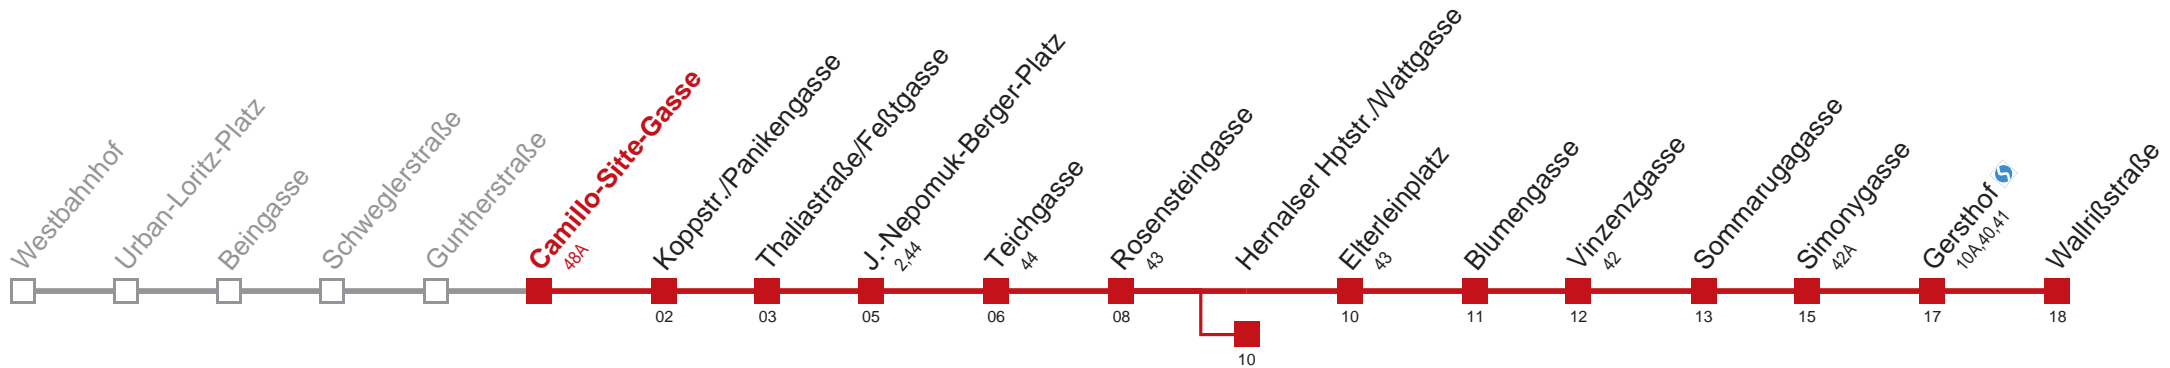 Westbahnhof
Urban-Loritz-Platz
Beingasse
Schweglerstraße
Guntherstraße
Camillo-Sitte-Gasse
48A
Koppstr./Panikengasse
02
Thaliastraße/Feßtgasse
03
J.-Nepomuk-Berger-Platz
2,44
05
Teichgasse
44
06
Rosensteingasse
43
08
Hernalser Hptstr./Wattgasse
10
Elterleinplatz
43
10
Blumengasse
11
Vinzenzgasse
42
12
Sommarugagasse
13
Simonygasse
42A
15
Gersthof
10A,40,41
17
Wallrißstraße
18